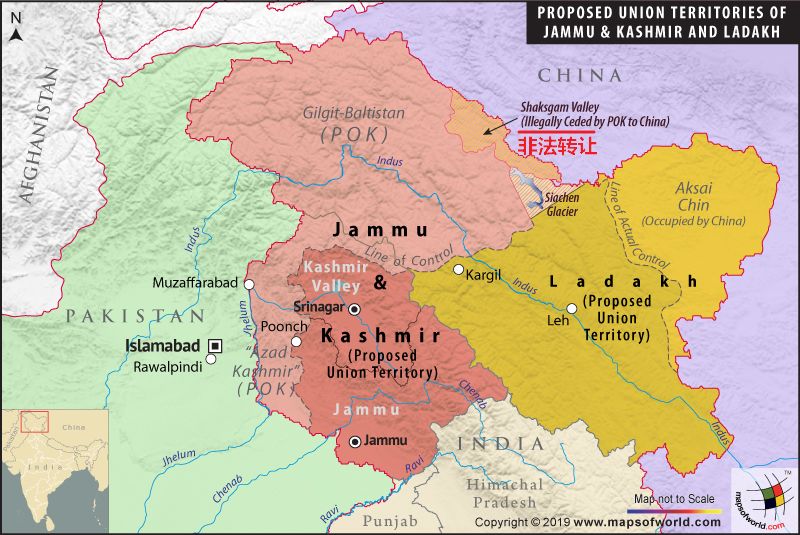 PROPOSED UNION TERRITORIES OF
JAMMU & KASHMIR AND LADAKH
N
CHINA
AFGHANISTAN
Gilgit-Baltistan
(POK)
Shaksgam Valley
(Illegally Ceded by POK to China)
非法转让
Indus
Siachen
Glacier
Aksai
Chin
(Occupied by China)
Line of Actual Control
Indus
Jammu
Line of Control
Kashmir
Valley
&
Kargil
Muzaffarabad
Srinagar
Indus
Ladakh
(Proposed
Union
Territory)
Leh
PAKISTAN
Jhelum
Poonch
Kashmir
(Proposed
Union Territory)
Islamabad
Rawalpindi
"Azad
Kashmir"
(POK)
Chenab
Jammu
Jammu
INDIA
Indus
Jhelum
Chenab
Ravi
Ravi
Himachal
Pradesh
Punjab
Pakistan
China
India
Map not to Scale
Copyright © 2019 www.mapsofworld.com
mapsofworld.com